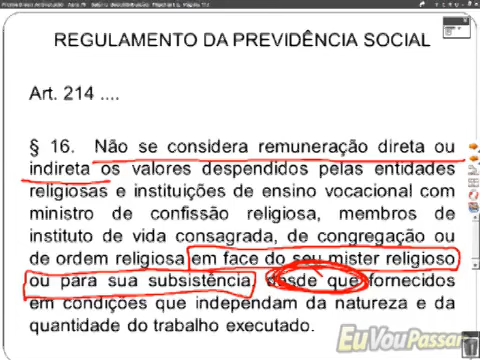 REGULAMENTO DA PREVIDÊNCIA SOCIAL
Art. 214 ....
§ 16. Não se considera remuneração direta ou
indireta os valores despendidos pelas entidades
religiosas e instituições de ensino vocacional com
ministro de confissão religiosa, membros de
instituto de vida consagrada, de congregação ou
de ordem religiosa em face do seu mister religioso
ou para sua subsistência desde que fornecidos
em condições que independam da natureza e da
quantidade do trabalho executado.
EuVouPassar